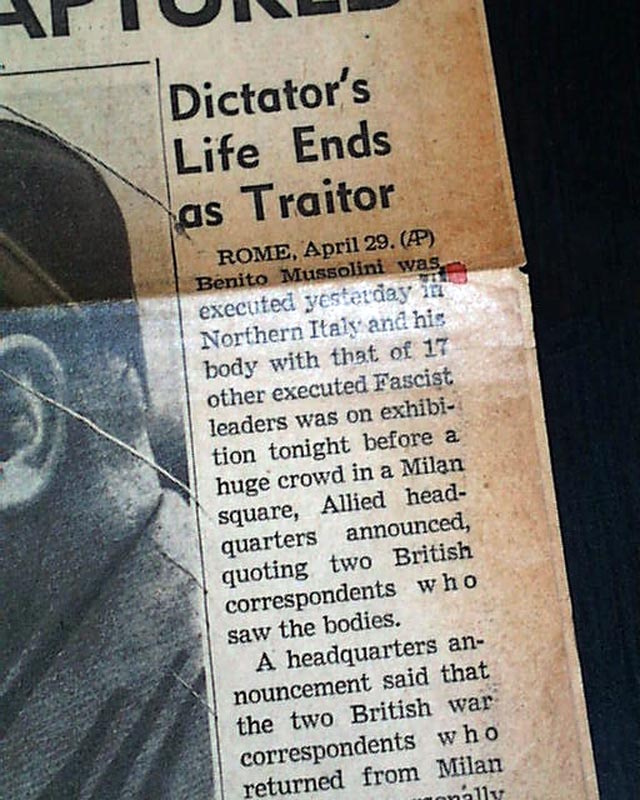 APTURED
Dictator's
Life Ends
as Traitor
ROME, April 29. (AP)
Benito Mussolini was
executed yesterday in
Northern Italy and his
body with that of 17
other executed Fascist
leaders was on exhibi-
tion tonight before a
huge crowd in a Milan
square, Allied head-
quarters announced,
quoting two British
correspondents who
saw the bodies.
A headquarters an-
nouncement said that
the two British war
correspondents who
returned from Milan